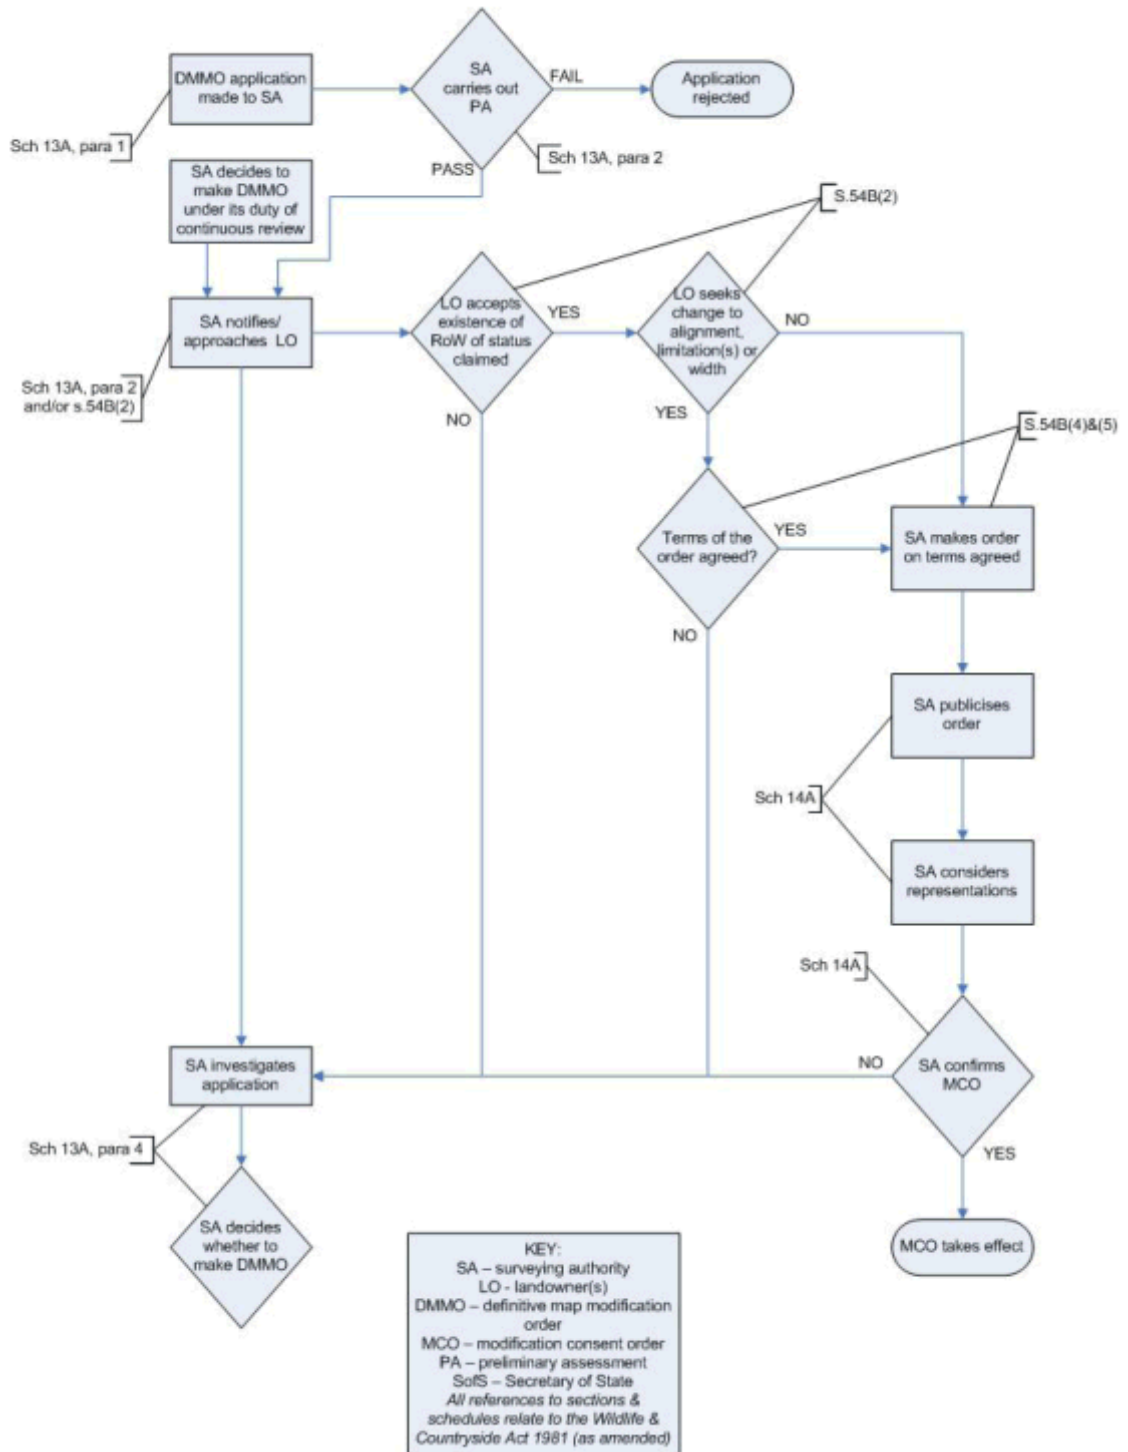 DMMO application
made to SA
SA
carries out
PA
FAIL
Application
rejected
Sch 13A, para 1
Sch 13A, para 2
PASS
SA decides to
make DMMO
under its duty of
continuous review
S.54B(2)
SA notifies/
approaches LO
LO accepts
existence of
RoW of status
claimed
YES
LO seeks
change to
alignment,
limitation(s) or
width
NO
Sch 13A, para 2
and/or s.54B(2)
NO
YES
S.54B(4)&(5)
Terms of the
order agreed?
YES
SA makes order
on terms agreed
NO
SA publicises
order
Sch 14A
SA considers
representations
Sch 14A
SA investigates
application
NO
SA confirms
MCO
Sch 13A, para 4
YES
SA decides
whether to
make DMMO
MCO takes effect
KEY:
SA – surveying authority
LO - landowner(s)
DMMO – definitive map modification
order
MCO – modification consent order
PA – preliminary assessment
SofS – Secretary of State
All references to sections &
schedules relate to the Wildlife &
Countryside Act 1981 (as amended)